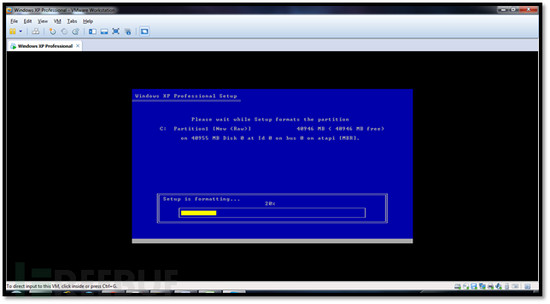 Windows XP Professional - VMware Workstation
File Edit View VM Tabs Help
Windows XP Professional
Windows XP Professional Setup
Please wait while Setup formats the partition
C: Partition1 [New (Raw)] 40946 MB ( 40946 MB free)
on 40955 MB Disk 0 at Id 0 on bus 0 on atapi [MBR].
Setup is formatting...
20%
To direct input to this VM, click inside or press Ctrl+G.